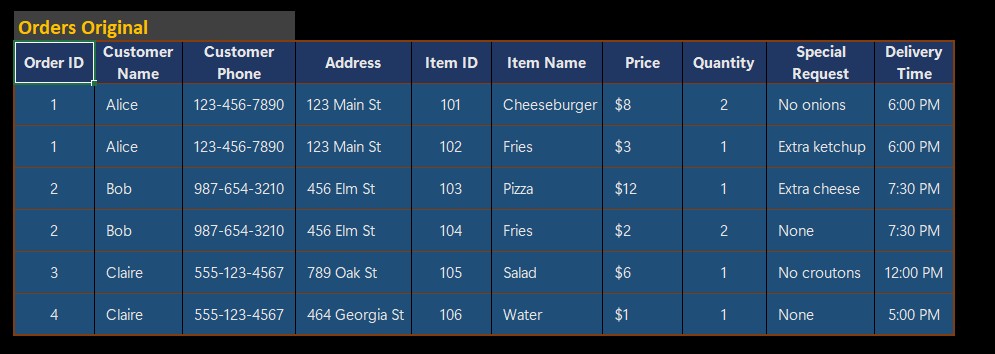 Orders Original
Order ID Customer Name Customer Phone Address Item ID Item Name Price Quantity Special Request Delivery Time
1 Alice 123-456-7890 123 Main St 101 Cheeseburger $8 2 No onions 6:00 PM
1 Alice 123-456-7890 123 Main St 102 Fries $3 1 Extra ketchup 6:00 PM
2 Bob 987-654-3210 456 Elm St 103 Pizza $12 1 Extra cheese 7:30 PM
2 Bob 987-654-3210 456 Elm St 104 Fries $2 2 None 7:30 PM
3 Claire 555-123-4567 789 Oak St 105 Salad $6 1 No croutons 12:00 PM
4 Claire 555-123-4567 464 Georgia St 106 Water $1 1 None 5:00 PM